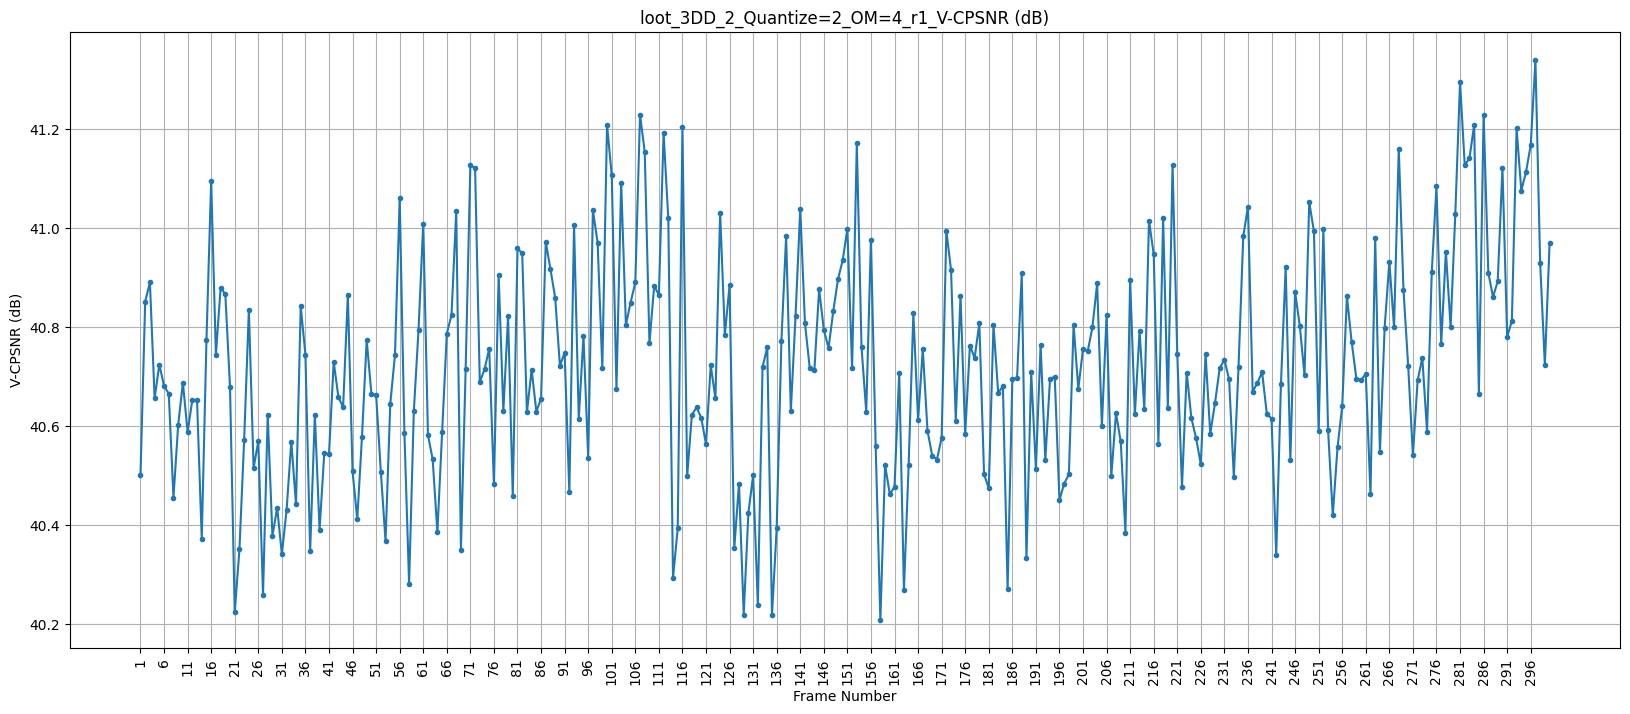 loot_3DD_2_Quantize=2_OM=4_r1_V-CPSNR (dB)
V-CPSNR (dB)
41.2
41.0
40.8
40.6
40.4
40.2
1 6 11 16 21 26 31 36 41 46 51 56 61 66 71 76 81 86 91 96 101 106 111 116 121 126 131 136 141 146 151 156 161 166 171 176 181 186 191 196 201 206 211 216 221 226 231 236 241 246 251 256 261 266 271 276 281 286 291 296
Frame Number